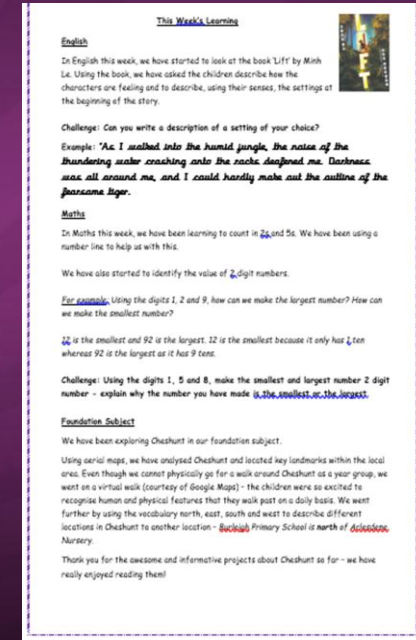 This Week's Learning
LIFT
English
In English this week, we have started to look at the book 'Lift' by Minh
Le. Using the book, we have asked the children describe how the
characters are feeling and to describe, using their senses, the settings at
the beginning of the story.
Challenge: Can you write a description of a setting of your choice?
Example: "As I walked into the humid jungle, the noise of the
thundering water crashing onto the rocks deafened me. Darkness
was all around me, and I could hardly make out the outline of the
fearsome tiger.
Maths
In Maths this week, we have been learning to count in 2s and 5s. We have been using a
number line to help us with this.
We have also started to identify the value of 2 digit numbers.
For example: Using the digits 1, 2 and 9, how can we make the largest number? How can
we make the smallest number?
12 is the smallest and 92 is the largest. 12 is the smallest because it only has 1 ten
whereas 92 is the largest as it has 9 tens.
Challenge: Using the digits 1, 5 and 8, make the smallest and largest number 2 digit
number - explain why the number you have made is the smallest or the largest.
Foundation Subject
We have been exploring Cheshunt in our foundation subject.
Using aerial maps, we have analysed Cheshunt and located key landmarks within the local
area. Even though we cannot physically go for a walk around Cheshunt as a year group, we
went on a virtual walk (courtesy of Google Maps) - the children were so excited to
recognise human and physical features that they walk past on a daily basis. We went
further by using the vocabulary north, east, south and west to describe different
locations in Cheshunt to another location - Burleigh Primary School is north of Arlesdene
Nursery.
Thank you for the awesome and informative projects about Cheshunt so far - we have
really enjoyed reading them!